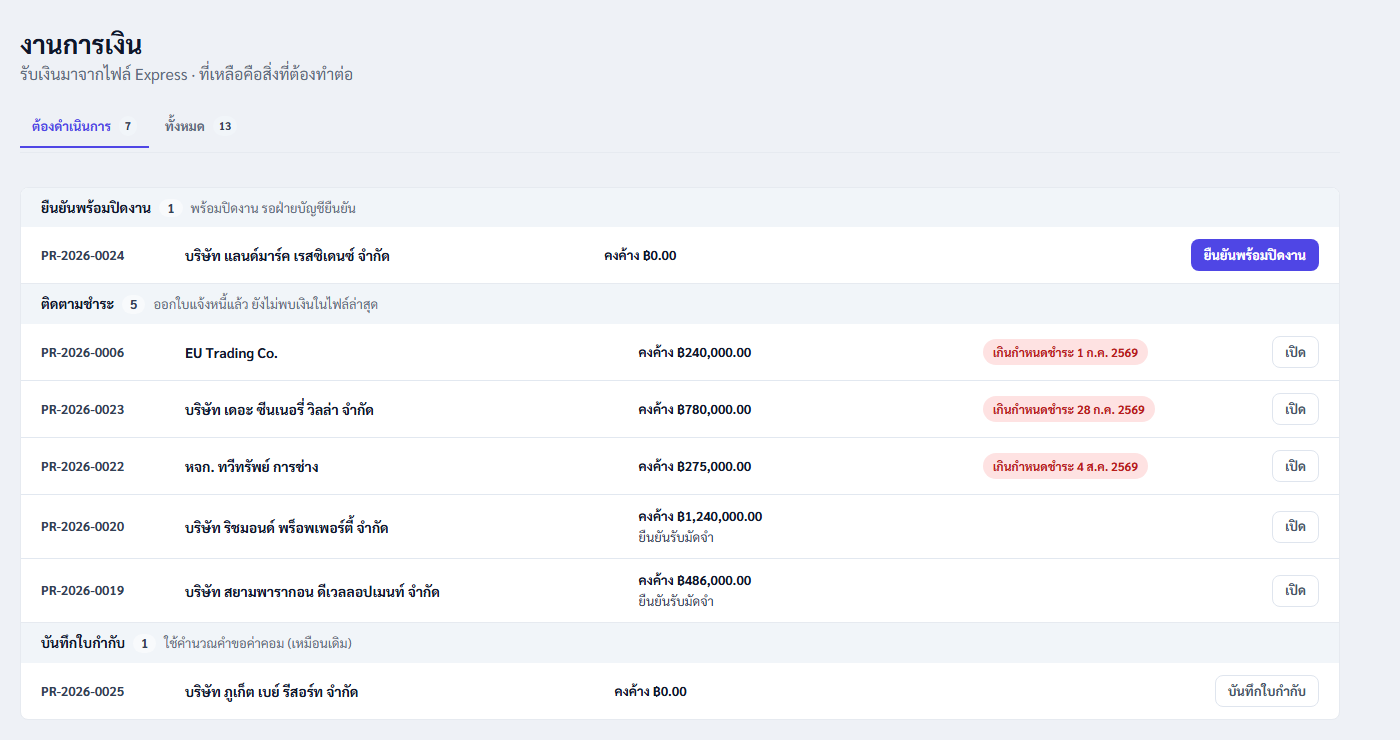 งานการเงิน
รับเงินมาจากไฟล์ Express · ที่เหลือคือสิ่งที่ต้องทำต่อ
ต้องดำเนินการ 7 ทั้งหมด 13
ยืนยันพร้อมปิดงาน 1 พร้อมปิดงาน รอฝ่ายบัญชียืนยัน
PR-2026-0024 บริษัท แลนด์มาร์ค เรสซิเดนซ์ จำกัด คงค้าง ฿0.00 ยืนยันพร้อมปิดงาน
ติดตามชำระ 5 ออกใบแจ้งหนี้แล้ว ยังไม่พบเงินในไฟล์ล่าสุด
PR-2026-0006 EU Trading Co. คงค้าง ฿240,000.00 เกินกำหนดชำระ 1 ก.ค. 2569 เปิด
PR-2026-0023 บริษัท เดอะ ซีนเนอรี่ วิลล่า จำกัด คงค้าง ฿780,000.00 เกินกำหนดชำระ 28 ก.ค. 2569 เปิด
PR-2026-0022 หจก. ทวีทรัพย์ การช่าง คงค้าง ฿275,000.00 เกินกำหนดชำระ 4 ส.ค. 2569 เปิด
PR-2026-0020 บริษัท ริชมอนด์ พร็อพเพอร์ตี้ จำกัด คงค้าง ฿1,240,000.00 เปิด
ยืนยันรับมัดจำ
PR-2026-0019 บริษัท สยามพารากอน ดีเวลลอปเมนท์ จำกัด คงค้าง ฿486,000.00 เปิด
ยืนยันรับมัดจำ
บันทึกใบกำกับ 1 ใช้คำนวณคำขอค่าคอม (เหมือนเดิม)
PR-2026-0025 บริษัท ภูเก็ต เบย์ รีสอร์ท จำกัด คงค้าง ฿0.00 บันทึกใบกำกับ